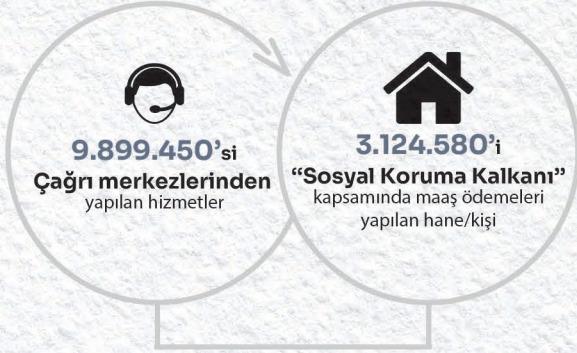 9.899.450'si
Çağrı merkezlerinden
yapılan hizmetler
3.124.580'i
“Sosyal Koruma Kalkanı”
kapsamında maaş ödemeleri
yapılan hane/kişi